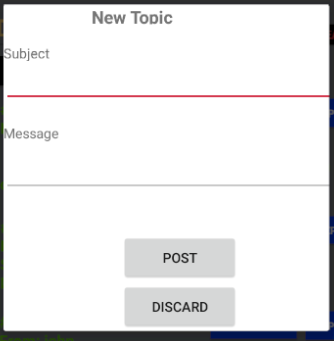 New Topic
Subject
Message
POST
DISCARD